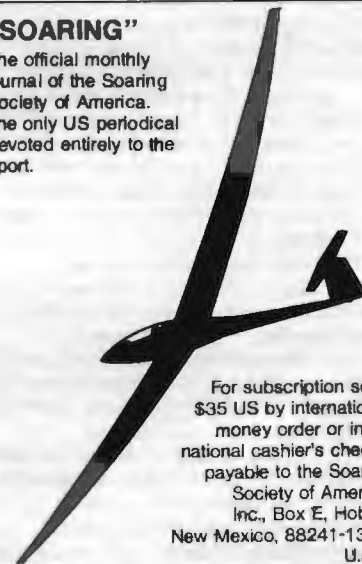 "SOARING"
he official monthly
urnal of the Soaring
ociety of America.
he only US periodical
evoted entirely to the
port.
For subscription se
$35 US by internatio
money order or in
national cashier's chec
payable to the Soar
Society of Amer
Inc., Box E, Hob
New Mexico, 88241-13
U.